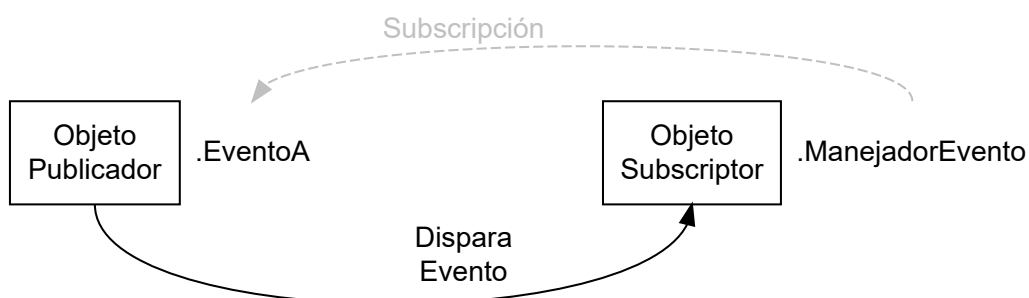 Subscripción
Objeto
Publicador
.EventoA
Objeto
Subscriptor
.ManejadorEvento
Dispara
Evento